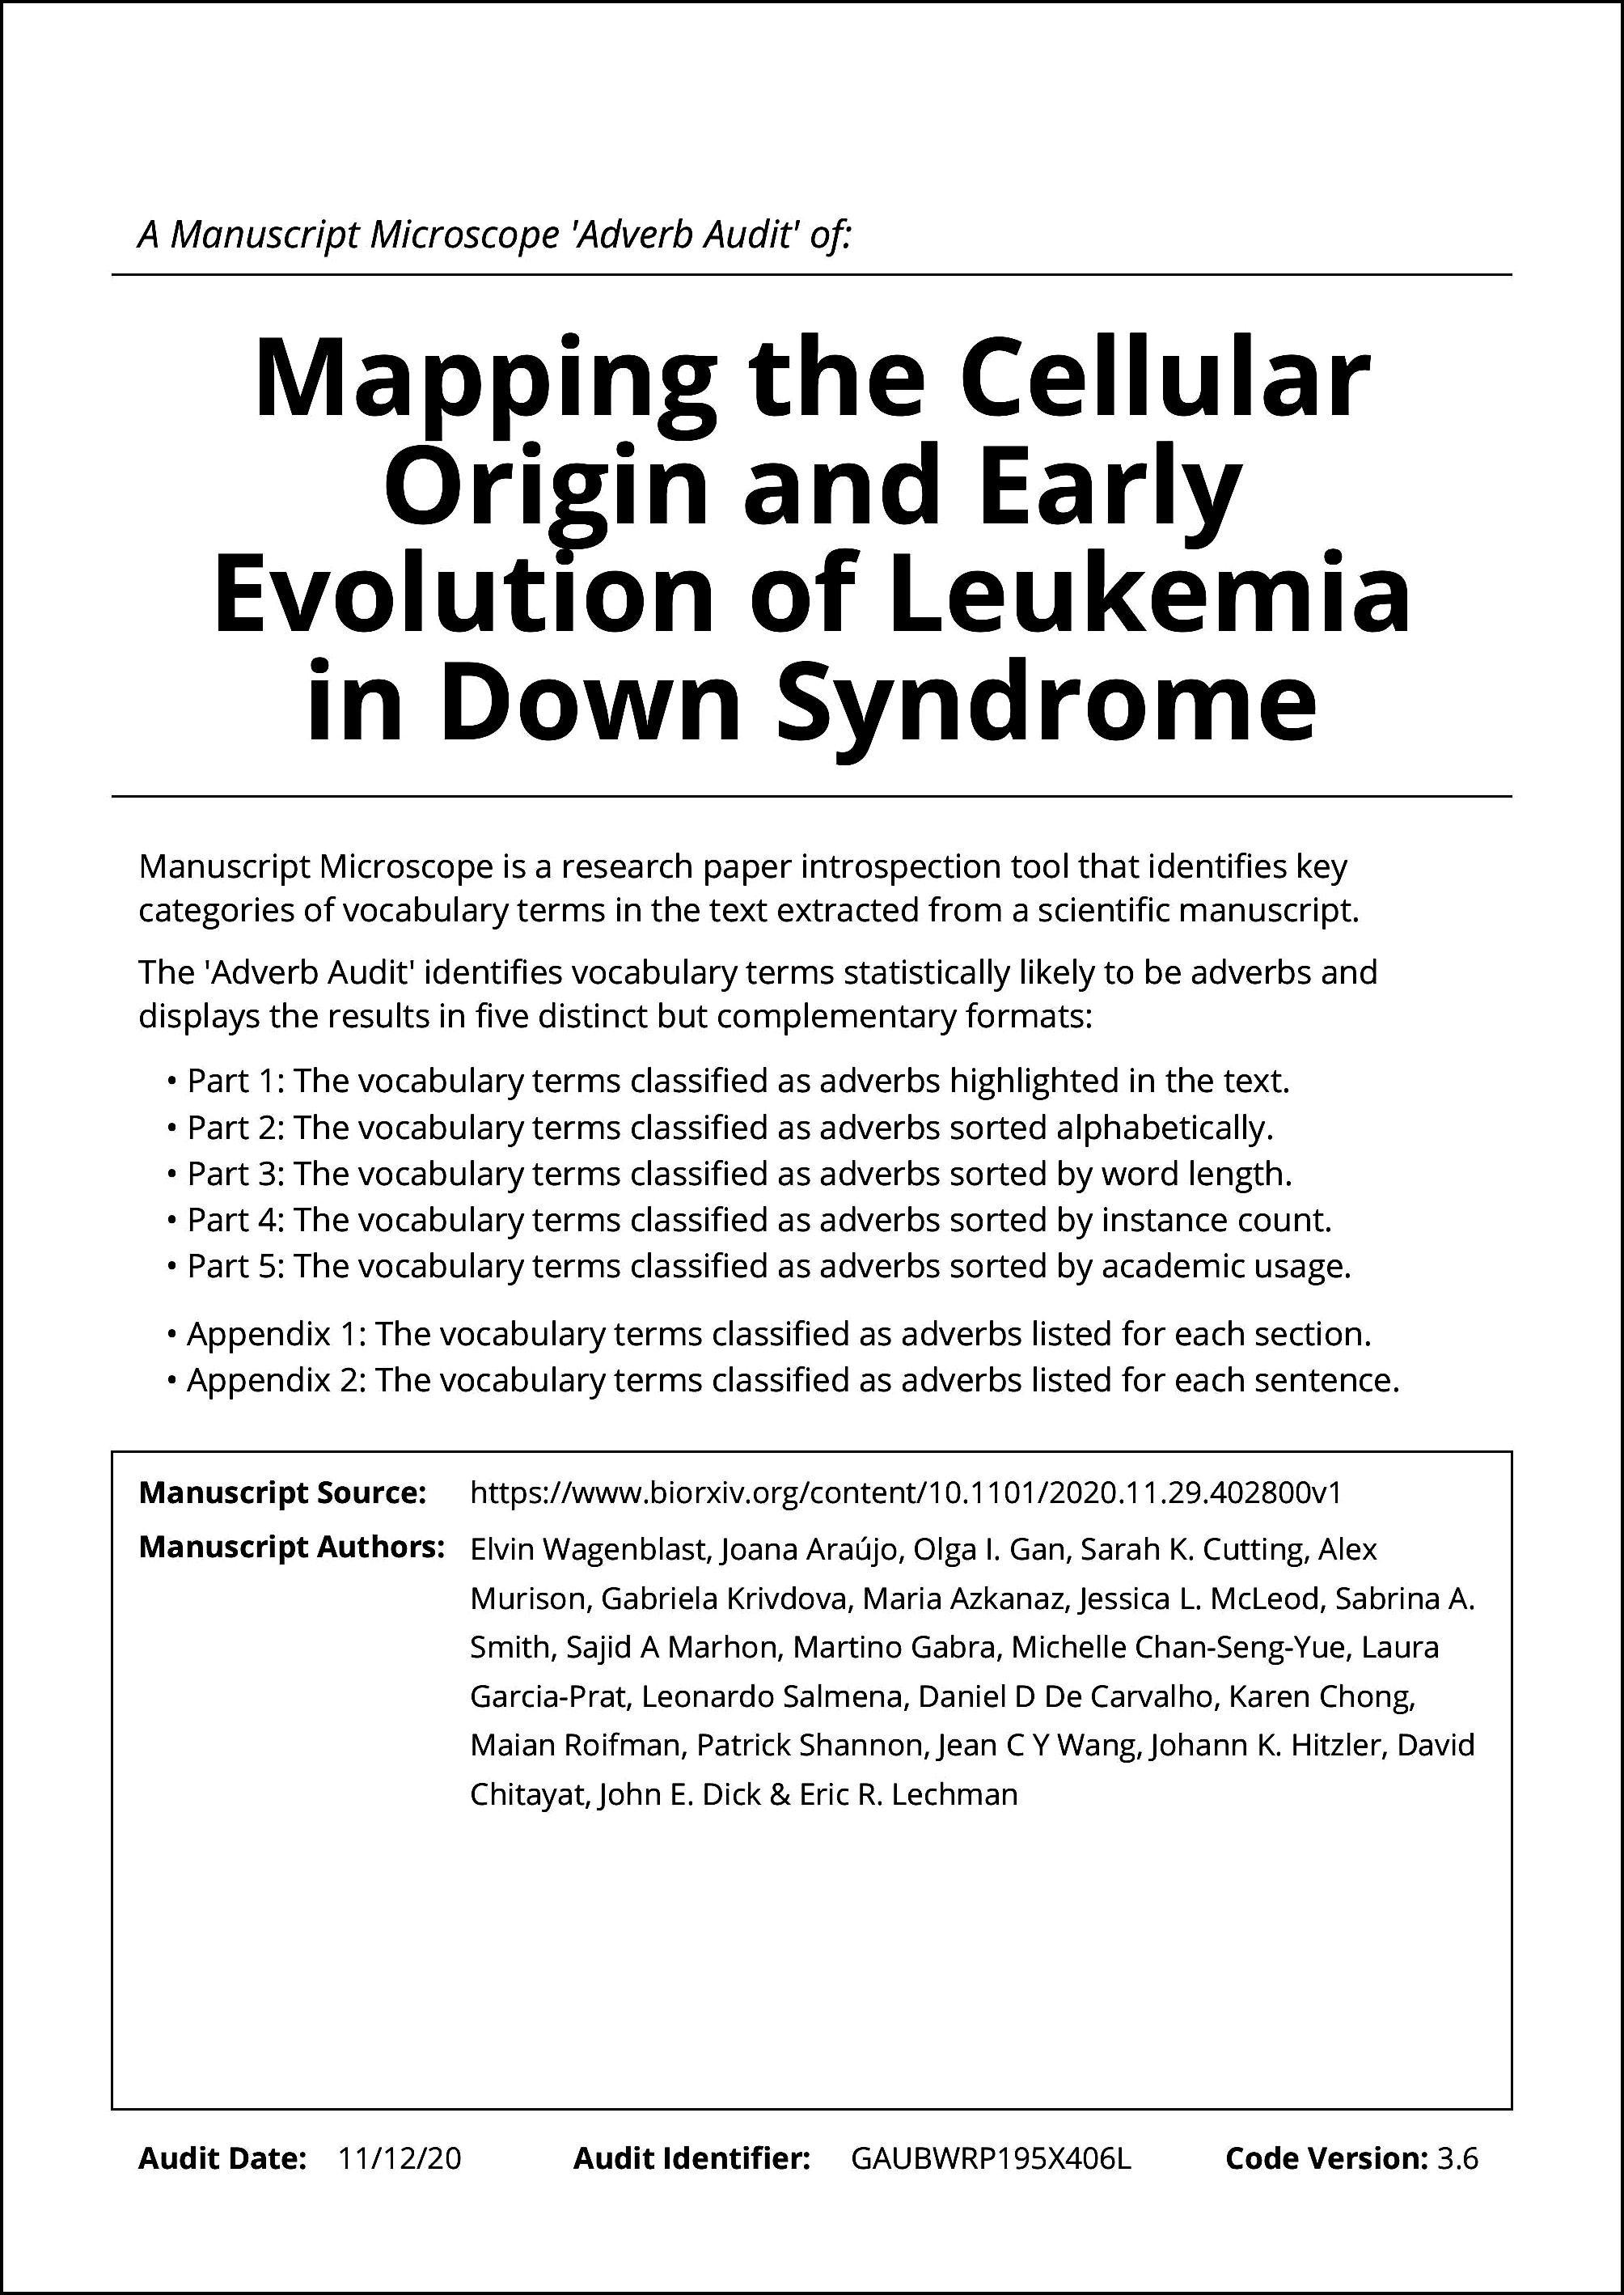 A Manuscript Microscope 'Adverb Audit' of:
Mapping the Cellular
Origin and Early
Evolution of Leukemia
in Down Syndrome
Manuscript Microscope is a research paper introspection tool that identifies key
categories of vocabulary terms in the text extracted from a scientific manuscript.
The 'Adverb Audit' identifies vocabulary terms statistically likely to be adverbs and
displays the results in five distinct but complementary formats:
• Part 1: The vocabulary terms classified as adverbs highlighted in the text.
• Part 2: The vocabulary terms classified as adverbs sorted alphabetically.
• Part 3: The vocabulary terms classified as adverbs sorted by word length.
• Part 4: The vocabulary terms classified as adverbs sorted by instance count.
• Part 5: The vocabulary terms classified as adverbs sorted by academic usage.
• Appendix 1: The vocabulary terms classified as adverbs listed for each section.
• Appendix 2: The vocabulary terms classified as adverbs listed for each sentence.
Manuscript Source: https://www.biorxiv.org/content/10.1101/2020.11.29.402800v1
Manuscript Authors: Elvin Wagenblast, Joana Araújo, Olga I. Gan, Sarah K. Cutting, Alex
Murison, Gabriela Krivdova, Maria Azkanaz, Jessica L. McLeod, Sabrina A.
Smith, Sajid A Marhon, Martino Gabra, Michelle Chan-Seng-Yue, Laura
Garcia-Prat, Leonardo Salmena, Daniel D De Carvalho, Karen Chong,
Maian Roifman, Patrick Shannon, Jean C Y Wang, Johann K. Hitzler, David
Chitayat, John E. Dick & Eric R. Lechman
Audit Date: 11/12/20 Audit Identifier: GAUBWRP195X406L Code Version: 3.6